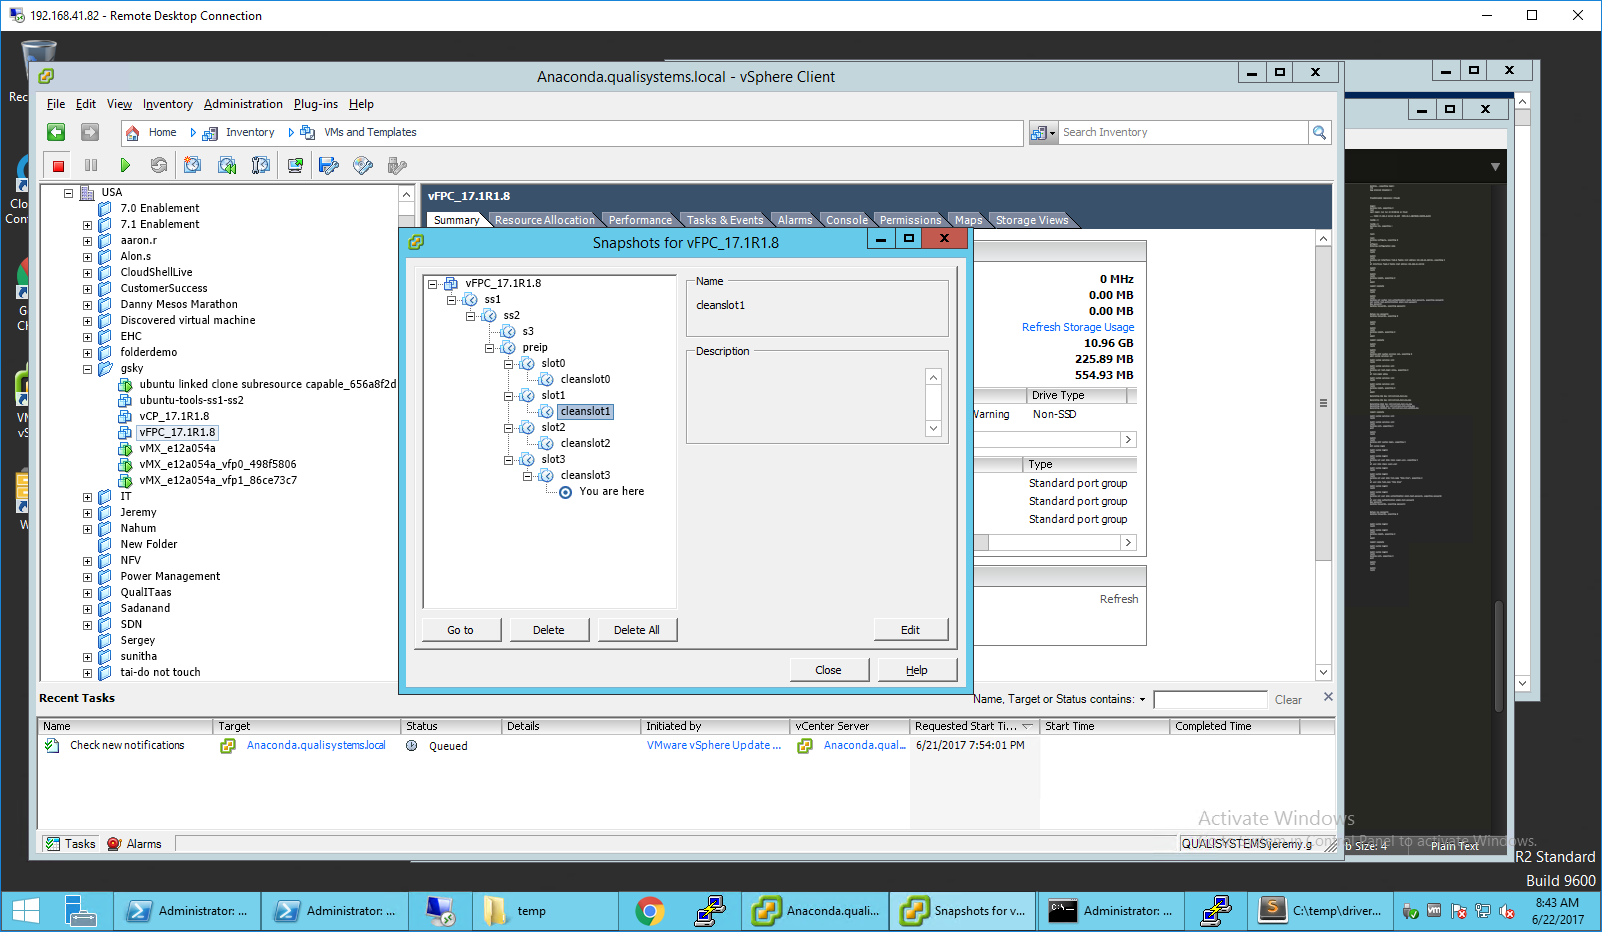 192.168.41.82 - Remote Desktop Connection
Anaconda.qualisystems.local - vSphere Client
File Edit View Inventory Administration Plug-ins Help
Home Inventory VMs and Templates
Search Inventory
USA
7.0 Enablement
7.1 Enablement
aaron.r
Alon.s
CloudShellLive
CustomerSuccess
Danny Mesos Marathon
Discovered virtual machine
EHC
folderdemo
gsky
ubuntu linked clone subresource capable_656a8f2d
ubuntu-tools-ss1-ss2
vCP_17.1R1.8
vFPC_17.1R1.8
vMX_e12a054a
vMX_e12a054a_vfp0_498f5806
vMX_e12a054a_vfp1_86ce73c7
IT
Jeremy
Nahum
New Folder
NFV
Power Management
QualITaas
Sadanand
SDN
Sergey
sunitha
tai-do not touch
vFPC_17.1R1.8
Summary Resource Allocation Performance Tasks & Events Alarms Console Permissions Maps Storage Views
Snapshots for vFPC_17.1R1.8
vFPC_17.1R1.8
ss1
ss2
s3
preip
slot0
cleanslot0
slot1
cleanslot1
slot2
cleanslot2
slot3
cleanslot3
You are here
Name
cleanslot1
Description
Go to Delete Delete All Edit
Close Help
0 MHz
0.00 MB
0.00 MB
Refresh Storage Usage
10.96 GB
225.89 MB
554.93 MB
Drive Type
Warning Non-SSD
Type
Standard port group
Standard port group
Standard port group
Refresh
Recent Tasks
Name, Target or Status contains: Clear
Name Target Status Details Initiated by vCenter Server Requested Start Ti... Start Time Completed Time
Check new notifications Anaconda.qualisystems.local Queued VMware vSphere Update ... Anaconda.qual... 6/21/2017 7:54:01 PM
Tasks Alarms
QUALISYSTEMS\jeremy.g
Activate Windows
Control Panel to activate Windows.
b Size: 4 Plain Text
R2 Standard
Build 9600
Administrator: ... Administrator: ... temp Anaconda.quali... Snapshots for v... Administrator: ... C:\temp\driver...
8:43 AM
6/22/2017